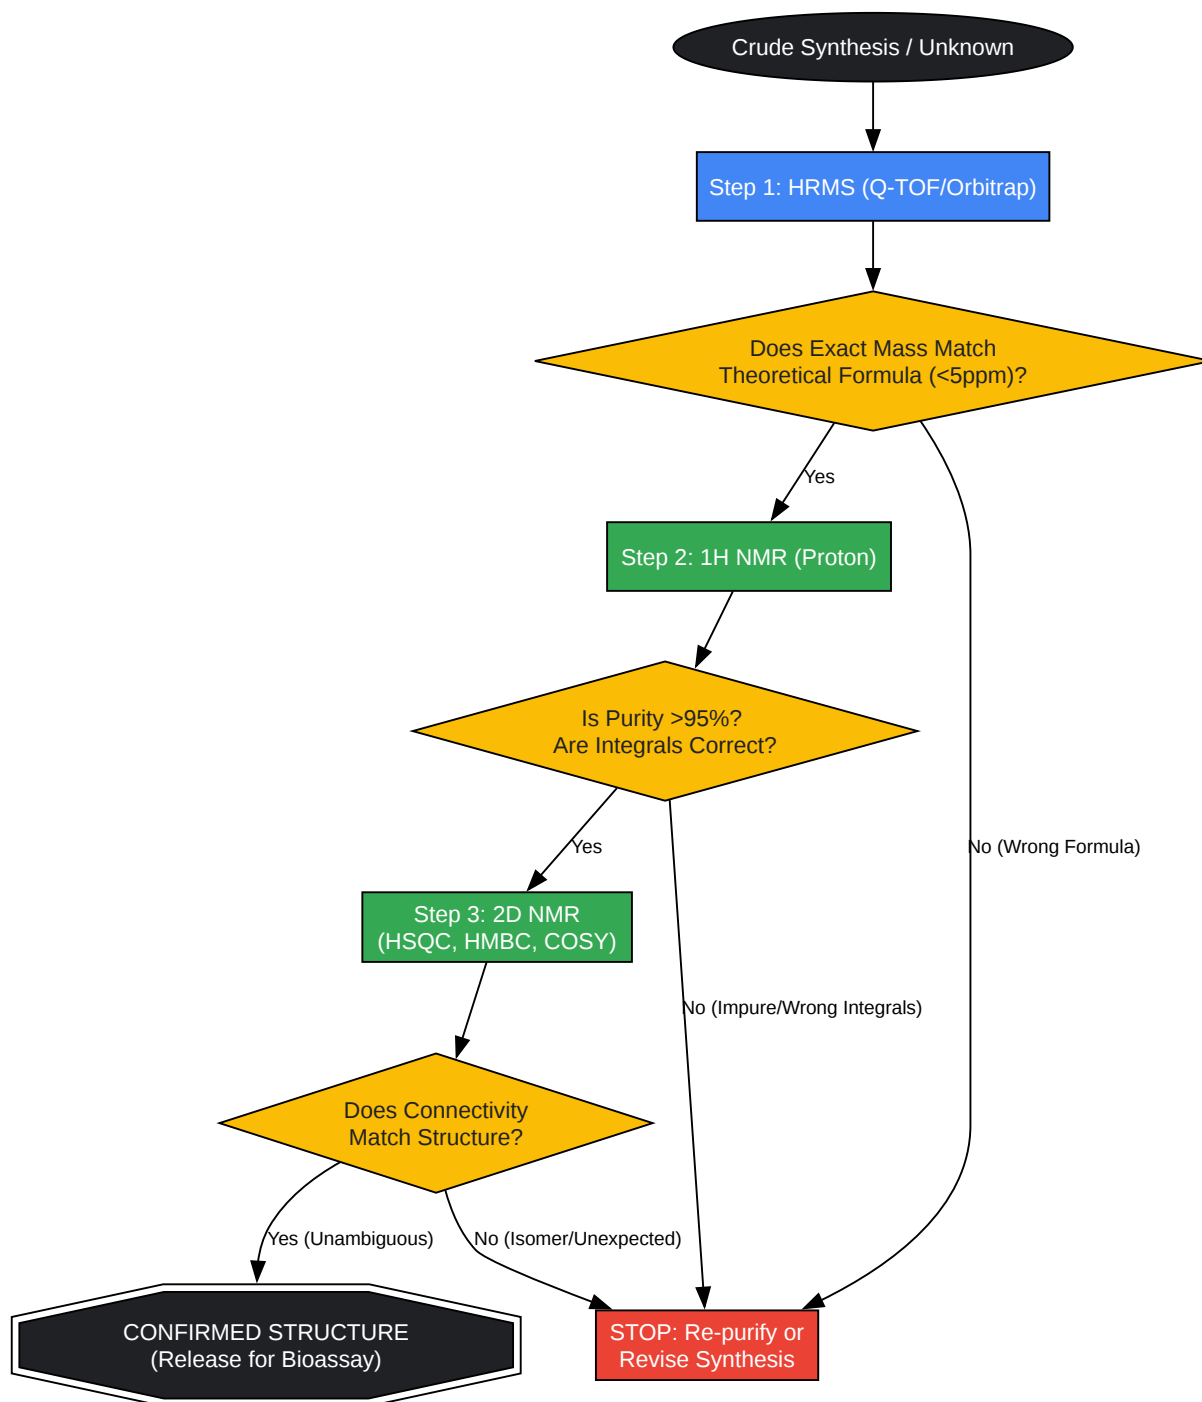 Crude Synthesis / Unknown
Step 1: HRMS (Q-TOF/Orbitrap)
Does Exact Mass Match
Theoretical Formula (<5ppm)?
Yes
Step 2: 1H NMR (Proton)
Is Purity >95%?
Are Integrals Correct?
Yes
No (Wrong Formula)
Step 3: 2D NMR
(HSQC, HMBC, COSY)
No (Impure/Wrong Integrals)
Does Connectivity
Match Structure?
Yes (Unambiguous)
No (Isomer/Unexpected)
CONFIRMED STRUCTURE
(Release for Bioassay)
STOP: Re-purify or
Revise Synthesis